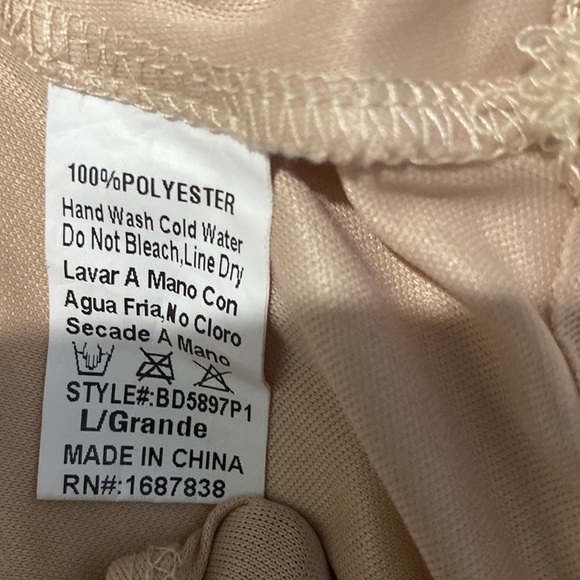 100%POLYESTER
Hand Wash Cold Water
Do Not Bleach,Line Dry
Lavar A Mano Con
Agua Fria,No Cloro
Secade A Mano
STYLE#:BD5897P1
L/Grande
MADE IN CHINA
RN#:1687838